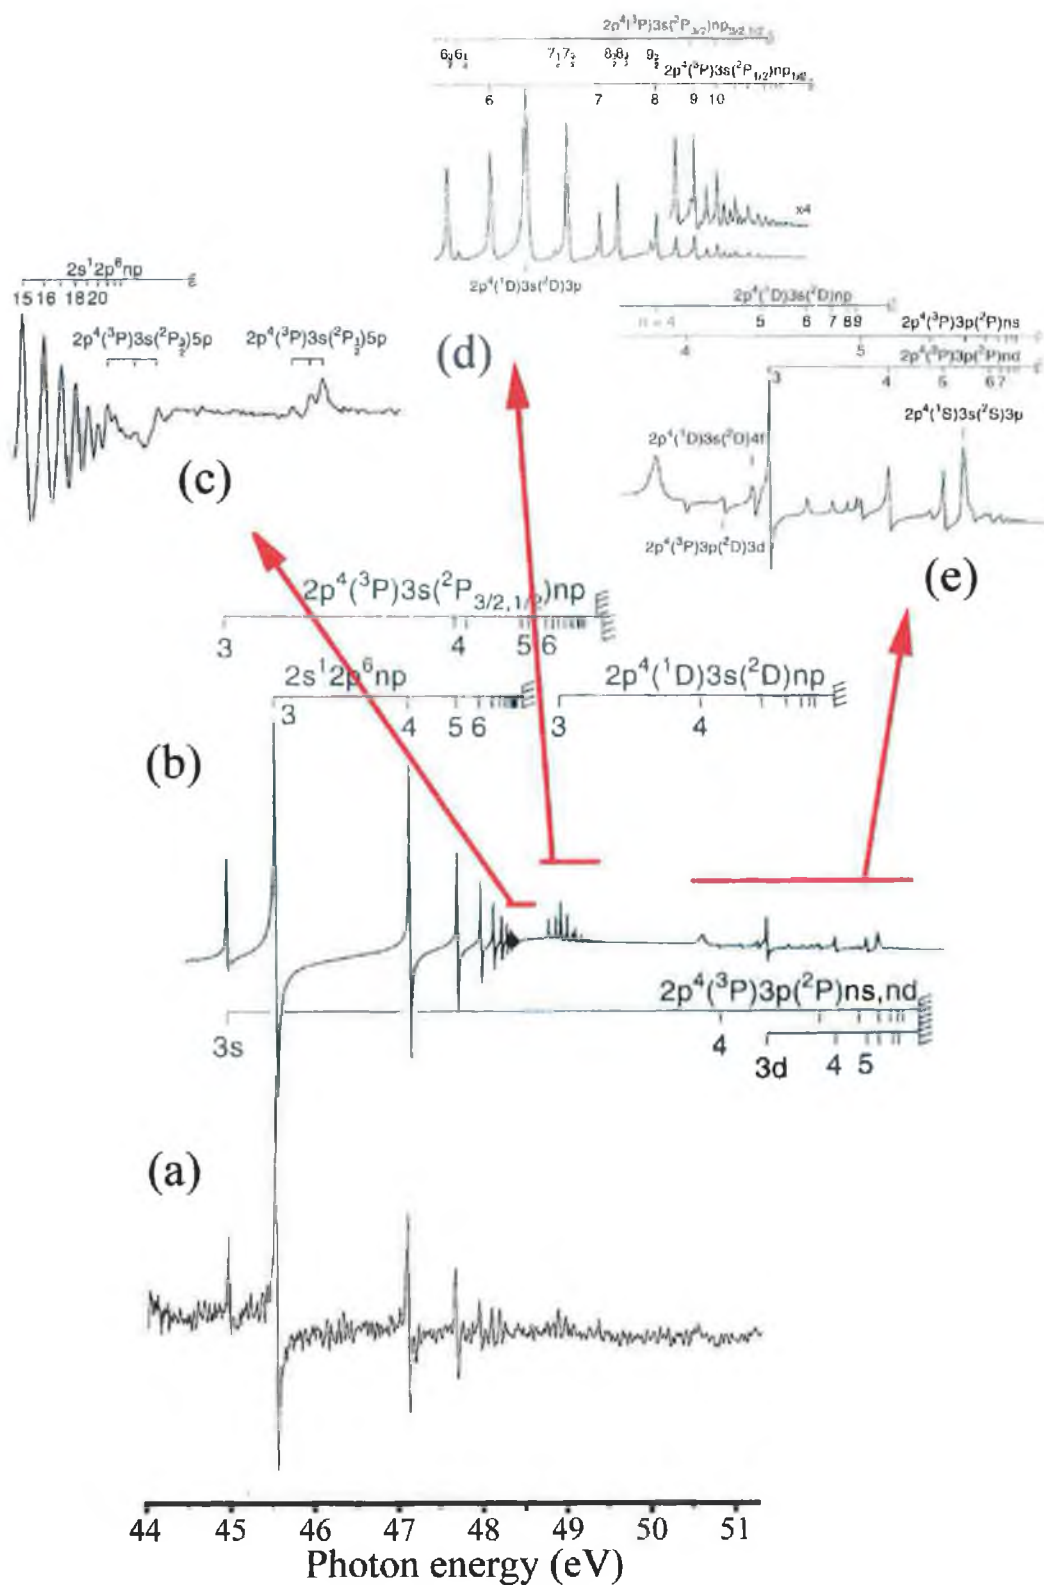 2p⁴(³P)3s(²P₃/₂)np₃/₂,₁/₂
7 7 8 8 9
2p⁴(³P)3s(²P₁/₂)np₁/₂
6 7 8 9 10
x4
2p⁴(¹D)3s(²D)3p
(d)
2s¹2p⁶np
ε
15 16 18 20
2p⁴(³P)3s(²P₃⁄₂)5p
2p⁴(³P)3s(²P₁⁄₂)5p
(c)
2p⁴(¹D)3s(²D)np
n = 4 5 6 7 8 9
2p⁴(³P)3p(²P)ns
4 5
2p⁴(³P)3p(²P)nd
3 4 5 6 7
2p⁴(¹S)3s(²S)3p
2p⁴(¹D)3s(²D)4f
2p⁴(³P)3p(²D)3d
(e)
2p⁴(³P)3s(²P₃/₂,₁/₂)np
3 4 5 6
2s¹2p⁶np
3 4 5 6
2p⁴(¹D)3s(²D)np
3 4
(b)
2p⁴(³P)3p(²P)ns,nd
3s 4
3d 4 5
(a)
44 45 46 47 48 49 50 51
Photon energy (eV)